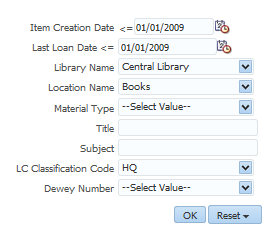 Item Creation Date <= 01/01/2009
Last Loan Date <= 01/01/2009
Library Name Central Library
Location Name Books
Material Type --Select Value--
Title
Subject
LC Classification Code HQ
Dewey Number --Select Value--
OK Reset